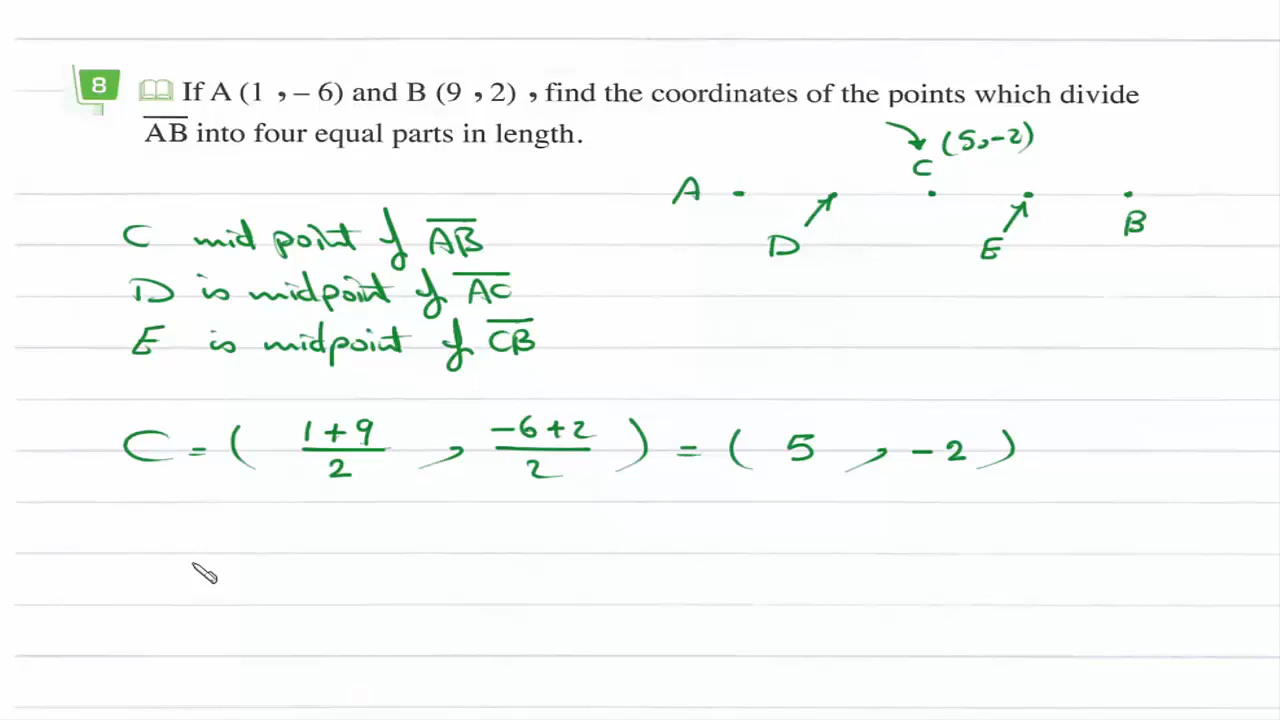 8 If A (1 , – 6) and B (9 , 2) , find the coordinates of the points which divide
AB into four equal parts in length.
(5,-2)
C
A
D
E
B
C mid point of AB
D is midpoint of AC
E is midpoint of CB
C = ( 1+9/2 , -6+2/2 ) = ( 5 , -2 )